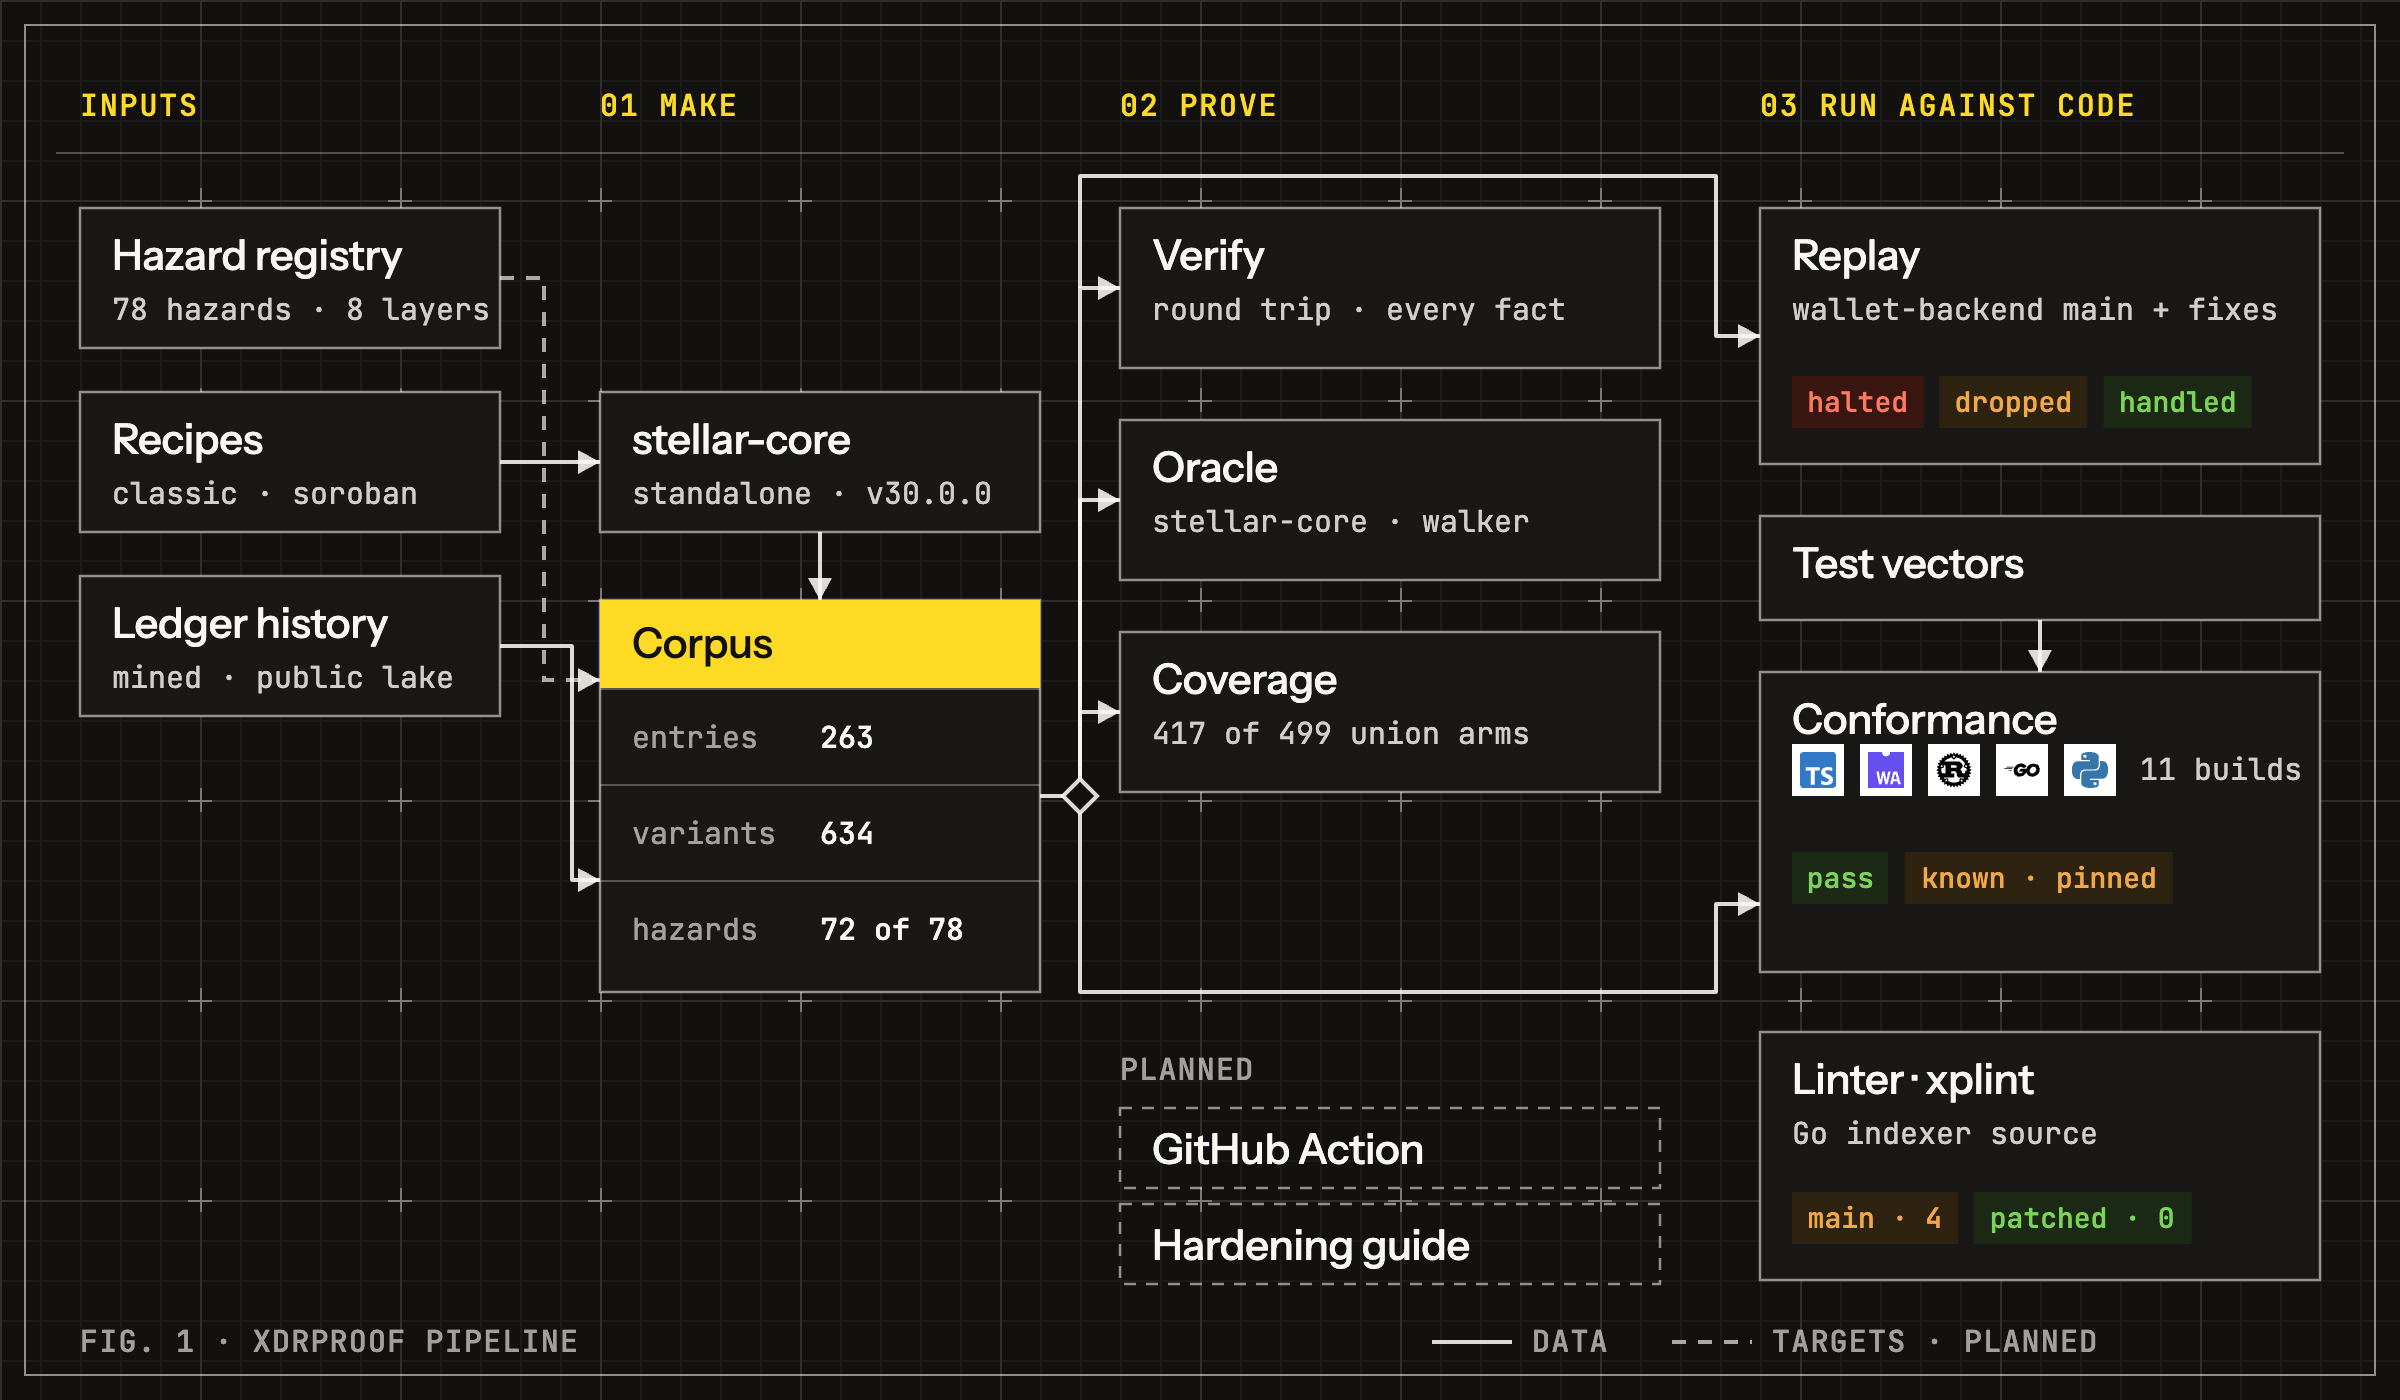 INPUTS
01 MAKE
02 PROVE
03 RUN AGAINST CODE
Hazard registry
78 hazards · 8 layers
Recipes
classic · soroban
Ledger history
mined · public lake
stellar-core
standalone · v30.0.0
Corpus
entries 263
variants 634
hazards 72 of 78
Verify
round trip · every fact
Oracle
stellar-core · walker
Coverage
417 of 499 union arms
PLANNED
GitHub Action
Hardening guide
Replay
wallet-backend main + fixes
halted dropped handled
Test vectors
Conformance
TS WA R GO 11 builds
pass known · pinned
Linter · xplint
Go indexer source
main · 4 patched · 0
FIG. 1 · XDRPROOF PIPELINE
DATA TARGETS · PLANNED